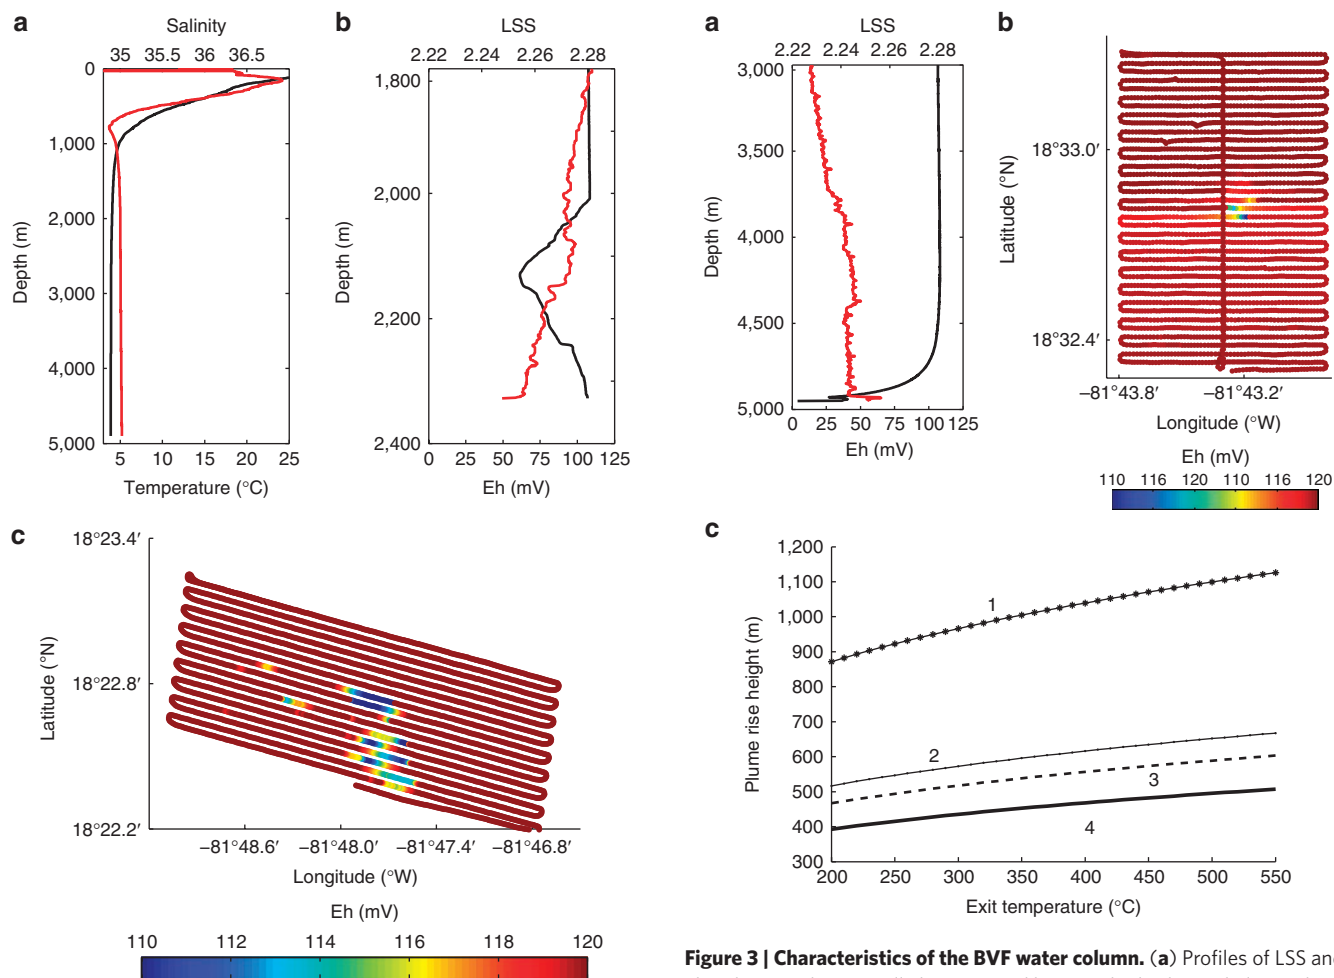 a
Salinity
35 35.5 36 36.5
0
1,000
2,000
3,000
4,000
5,000
Depth (m)
5 10 15 20 25
Temperature (°C)
b
LSS
2.22 2.24 2.26 2.28
1,800
2,000
2,200
2,400
Depth (m)
0 25 50 75 100 125
Eh (mV)
c
18°23.4′
18°22.8′
18°22.2′
Latitude (°N)
−81°48.6′ −81°48.0′ −81°47.4′ −81°46.8′
Longitude (°W)
Eh (mV)
110 112 114 116 118 120
a
LSS
2.22 2.24 2.26 2.28
3,000
3,500
4,000
4,500
5,000
Depth (m)
0 25 50 75 100 125
Eh (mV)
b
18°33.0′
18°32.4′
Latitude (°N)
−81°43.8′ −81°43.2′
Longitude (°W)
Eh (mV)
110 116 120 110 116 120
c
1,200
1,100
1,000
900
800
700
600
500
400
300
Plume rise height (m)
1
2
3
4
200 250 300 350 400 450 500 550
Exit temperature (°C)
Figure 3 | Characteristics of the BVF water column. (a) Profiles of LSS and